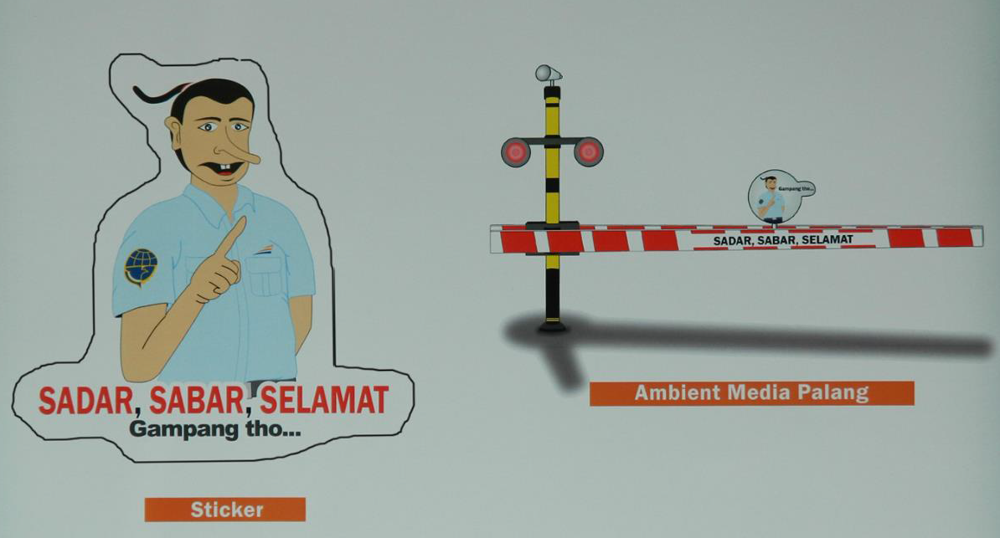 SADAR, SABAR, SELAMAT
Gampang tho...
Sticker
Gampang tho...
SADAR, SABAR, SELAMAT
Ambient Media Palang